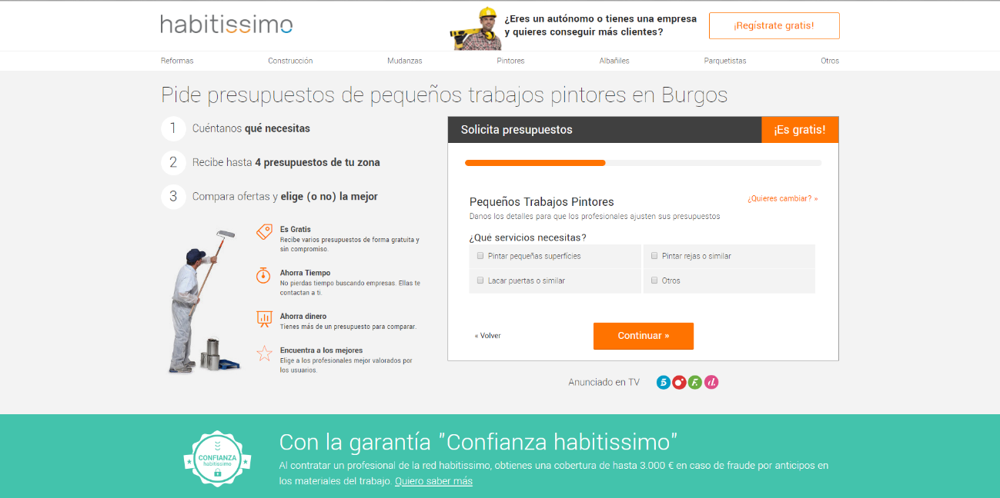 habitissimo
¿Eres un autónomo o tienes una empresa
y quieres conseguir más clientes?
¡Regístrate gratis!
Reformas
Construcción
Mudanzas
Pintores
Albañiles
Parquetistas
Otros
Pide presupuestos de pequeños trabajos pintores en Burgos
1 Cuéntanos qué necesitas
2 Recibe hasta 4 presupuestos de tu zona
3 Compara ofertas y elige (o no) la mejor
Es Gratis
Recibe varios presupuestos de forma gratuita y
sin compromiso.
Ahorra Tiempo
No pierdas tiempo buscando empresas. Ellas te
contactan a ti.
Ahorra dinero
Tienes más de un presupuesto para comparar.
Encuentra a los mejores
Elige a los profesionales mejor valorados por
los usuarios.
Solicita presupuestos
¡Es gratis!
Pequeños Trabajos Pintores
¿Quieres cambiar? »
Danos los detalles para que los profesionales ajusten sus presupuestos
¿Qué servicios necesitas?
Pintar pequeñas superfícies
Pintar rejas o similar
Lacar puertas o similar
Otros
« Volver
Continuar »
Anunciado en TV
CONFIANZA
habitissimo
Con la garantía "Confianza habitissimo"
Al contratar un profesional de la red habitissimo, obtienes una cobertura de hasta 3.000 € en caso de fraude por anticipos en
los materiales del trabajo. Quiero saber más